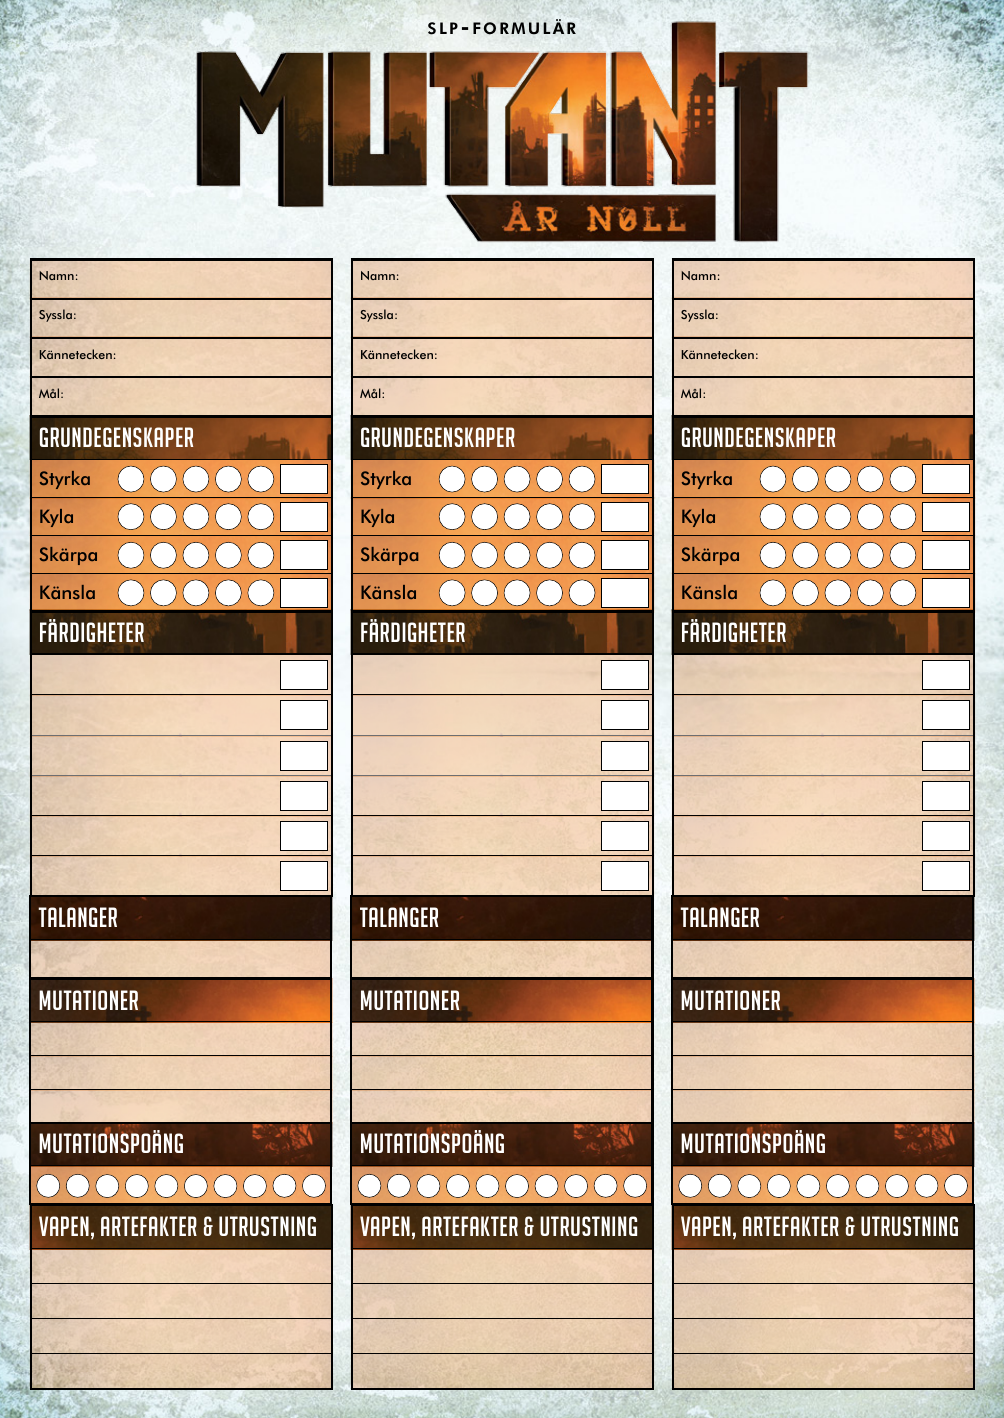 SLP-FORMULÄR
MUTANT
ÅR NØLL
Namn:
Syssla:
Kännetecken:
Mål:
GRUNDEGENSKAPER
Styrka
Kyla
Skärpa
Känsla
FÄRDIGHETER
TALANGER
MUTATIONER
MUTATIONSPOÄNG
VAPEN, ARTEFAKTER & UTRUSTNING
Namn:
Syssla:
Kännetecken:
Mål:
GRUNDEGENSKAPER
Styrka
Kyla
Skärpa
Känsla
FÄRDIGHETER
TALANGER
MUTATIONER
MUTATIONSPOÄNG
VAPEN, ARTEFAKTER & UTRUSTNING
Namn:
Syssla:
Kännetecken:
Mål:
GRUNDEGENSKAPER
Styrka
Kyla
Skärpa
Känsla
FÄRDIGHETER
TALANGER
MUTATIONER
MUTATIONSPOÄNG
VAPEN, ARTEFAKTER & UTRUSTNING